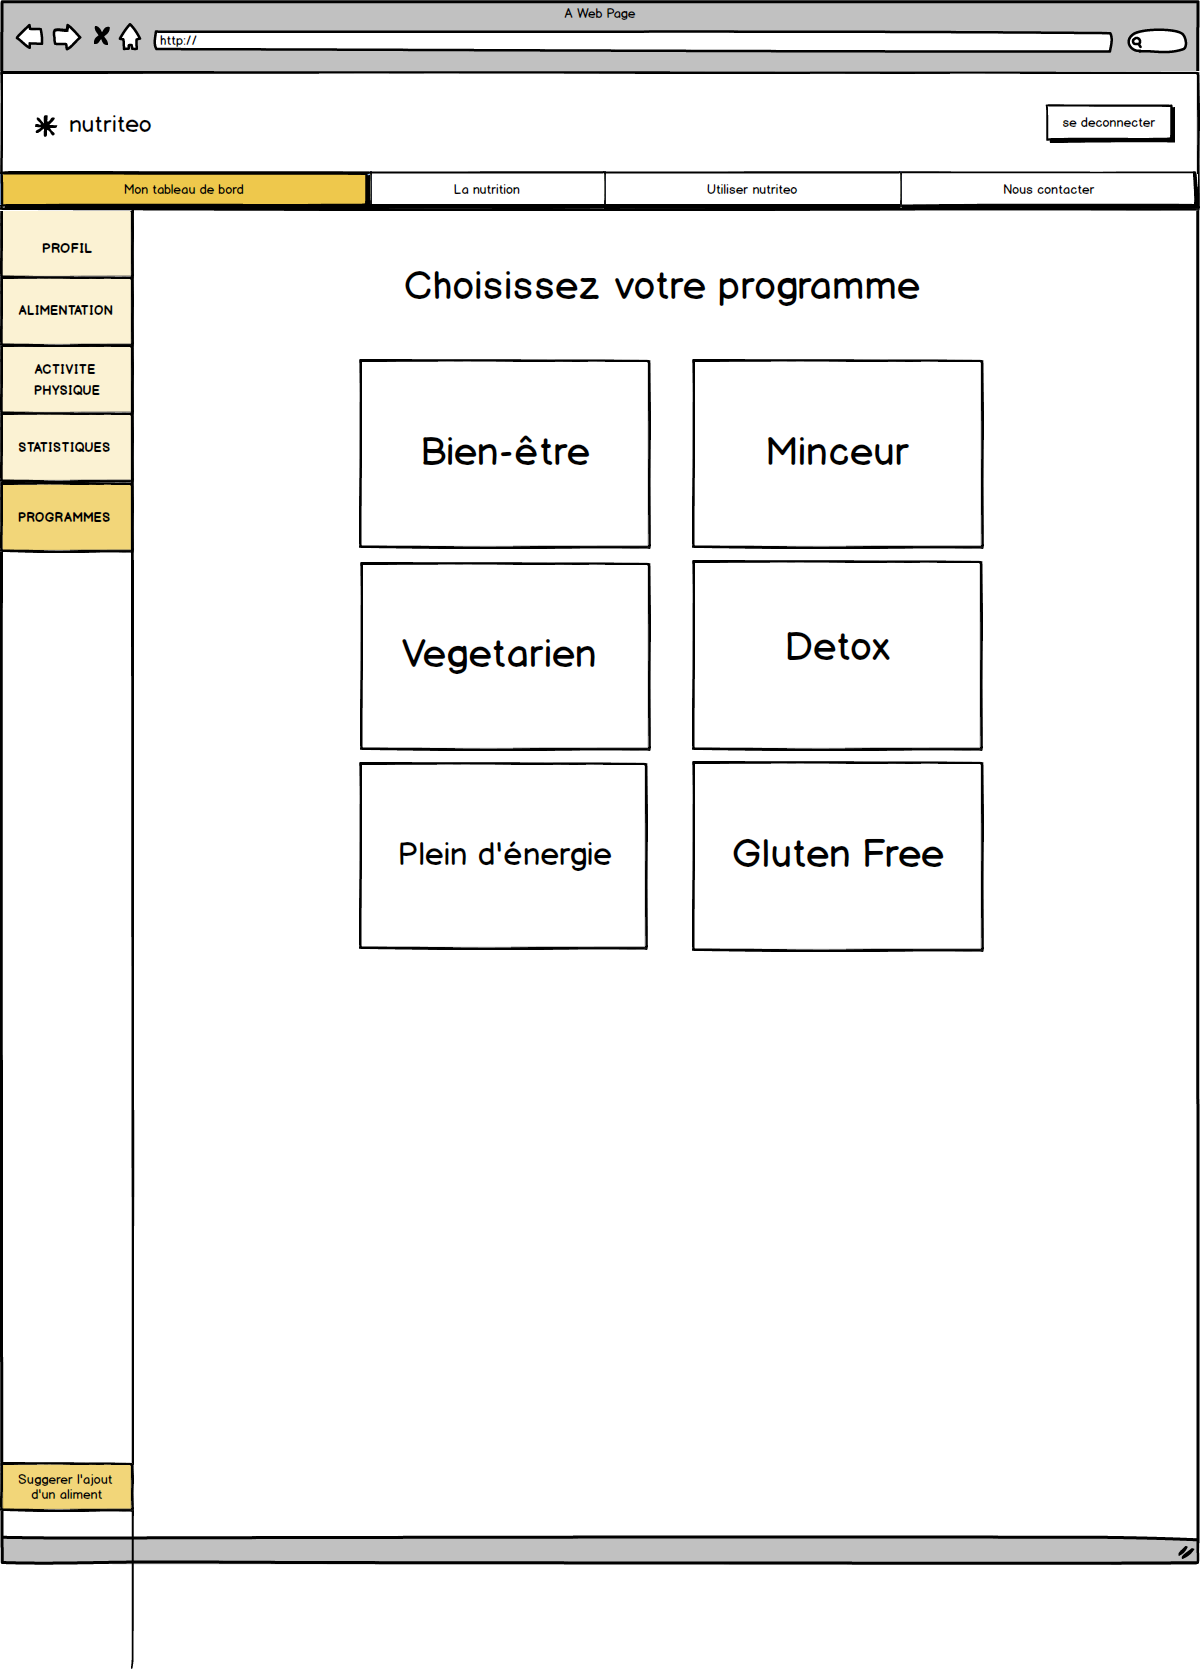 A Web Page
http://
nutriteo
se deconnecter
Mon tableau de bord
La nutrition
Utiliser nutriteo
Nous contacter
PROFIL
ALIMENTATION
ACTIVITE
PHYSIQUE
STATISTIQUES
PROGRAMMES
Choisissez votre programme
Bien-être
Minceur
Vegetarien
Detox
Plein d'énergie
Gluten Free
Suggerer l'ajout
d'un aliment